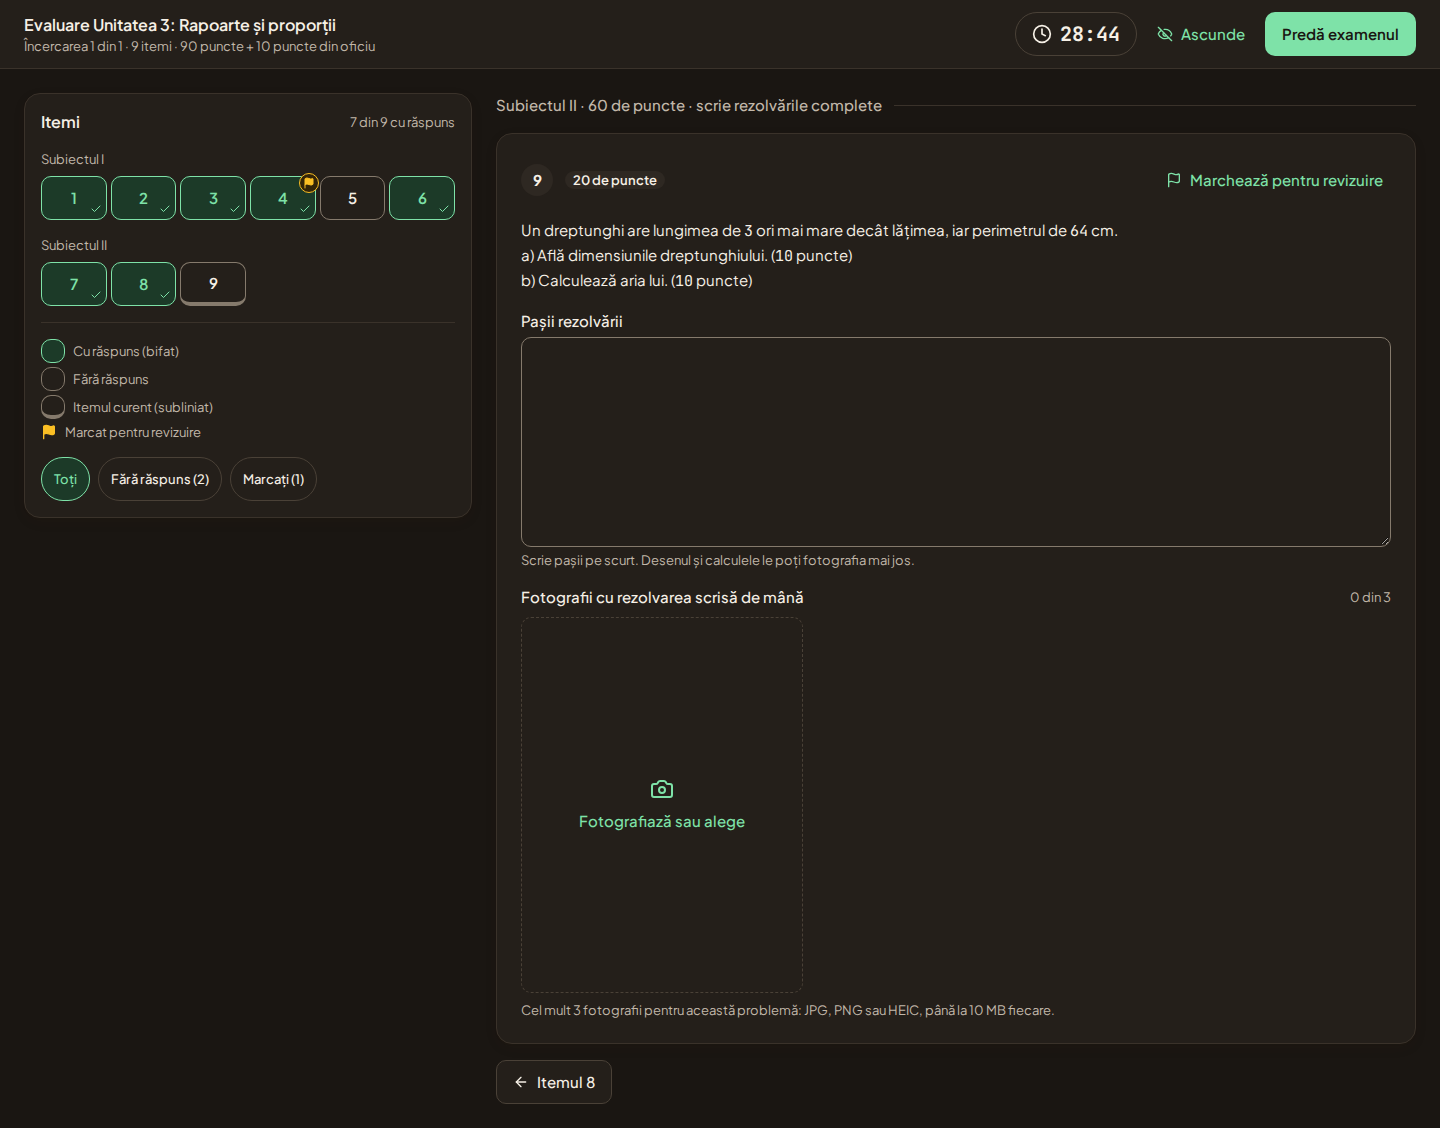 Evaluare Unitatea 3: Rapoarte și proporții
Încercarea 1 din 1 · 9 itemi · 90 puncte + 10 puncte din oficiu
28:44
Ascunde
Predă examenul
Itemi
7 din 9 cu răspuns
Subiectul I
1
2
3
4
5
6
Subiectul II
7
8
9
Cu răspuns (bifat)
Fără răspuns
Itemul curent (subliniat)
Marcat pentru revizuire
Toți
Fără răspuns (2)
Marcați (1)
Subiectul II · 60 de puncte · scrie rezolvările complete
9
20 de puncte
Marchează pentru revizuire
Un dreptunghi are lungimea de 3 ori mai mare decât lățimea, iar perimetrul de 64 cm.
a) Află dimensiunile dreptunghiului. (10 puncte)
b) Calculează aria lui. (10 puncte)
Pașii rezolvării
Scrie pașii pe scurt. Desenul și calculele le poți fotografia mai jos.
Fotografii cu rezolvarea scrisă de mână
0 din 3
Fotografiază sau alege
Cel mult 3 fotografii pentru această problemă: JPG, PNG sau HEIC, până la 10 MB fiecare.
Itemul 8